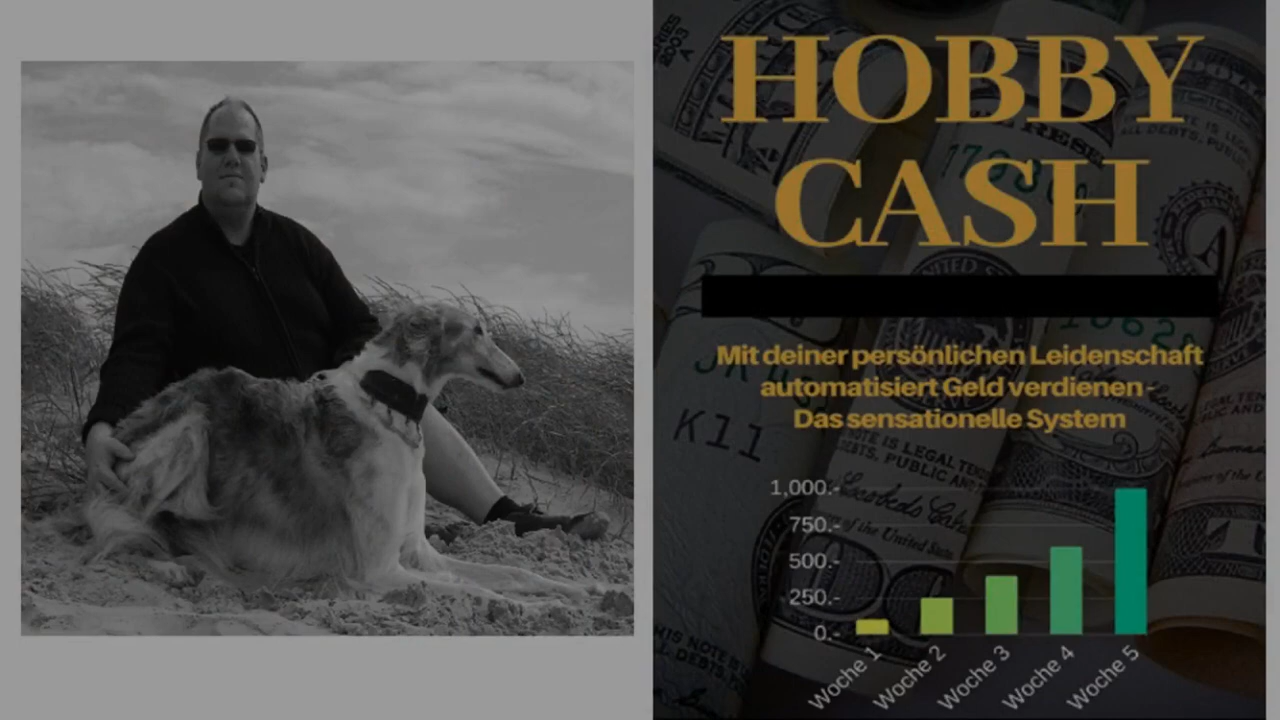 HOBBY
CASH
Mit deiner persönlichen Leidenschaft
automatisiert Geld verdienen -
Das sensationelle System
1,000.-
750.-
500.-
250.-
0.-
Woche 1
Woche 2
Woche 3
Woche 4
Woche 5
K11